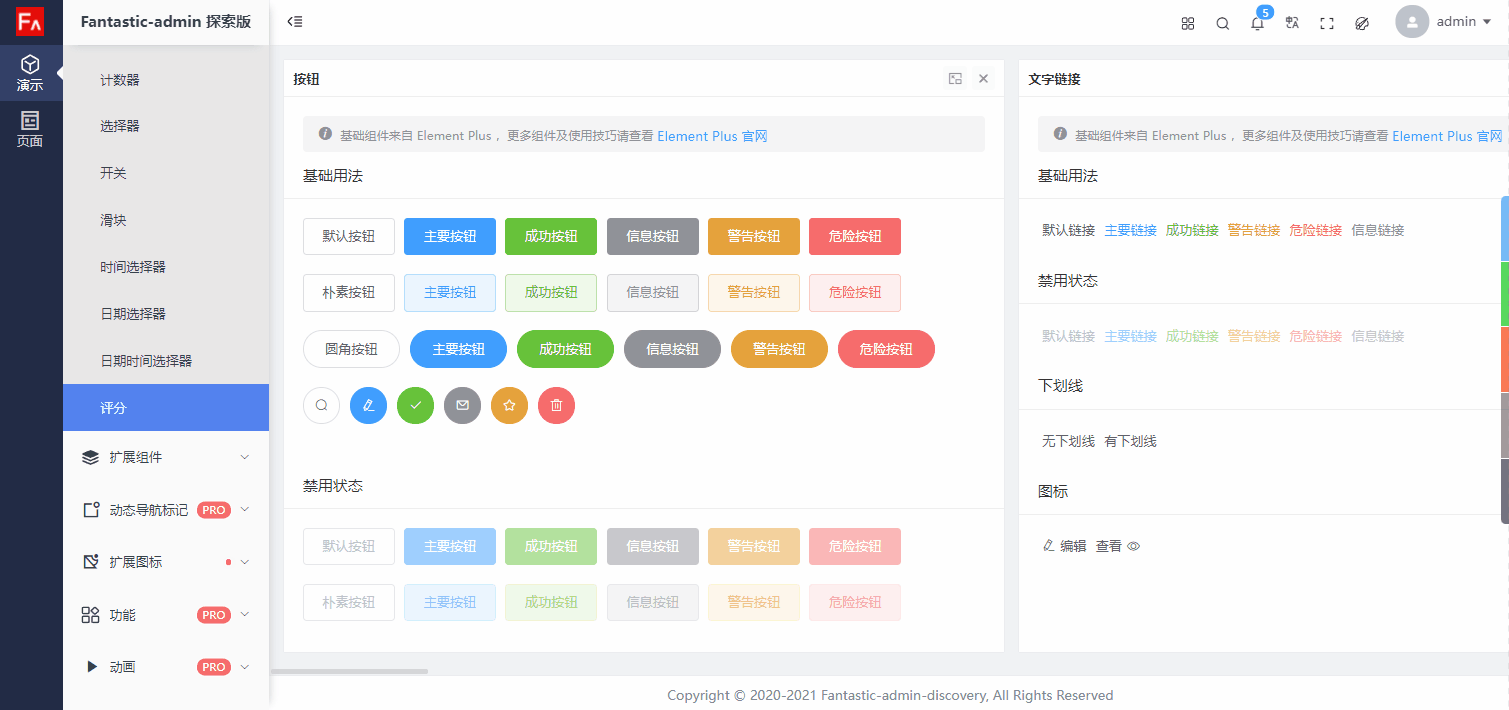 FA
Fantastic-admin 探索版
5
admin
演示
页面
计数器
选择器
开关
滑块
时间选择器
日期选择器
日期时间选择器
评分
扩展组件
动态导航标记 PRO
扩展图标
功能 PRO
动画 PRO
按钮
基础组件来自 Element Plus ，更多组件及使用技巧请查看 Element Plus 官网
基础用法
默认按钮 主要按钮 成功按钮 信息按钮 警告按钮 危险按钮
朴素按钮 主要按钮 成功按钮 信息按钮 警告按钮 危险按钮
圆角按钮 主要按钮 成功按钮 信息按钮 警告按钮 危险按钮
禁用状态
默认按钮 主要按钮 成功按钮 信息按钮 警告按钮 危险按钮
朴素按钮 主要按钮 成功按钮 信息按钮 警告按钮 危险按钮
文字链接
基础组件来自 Element Plus ，更多组件及使用技巧请查看 Element Plus 官网
基础用法
默认链接 主要链接 成功链接 警告链接 危险链接 信息链接
禁用状态
默认链接 主要链接 成功链接 警告链接 危险链接 信息链接
下划线
无下划线 有下划线
图标
编辑 查看
Copyright © 2020-2021 Fantastic-admin-discovery, All Rights Reserved